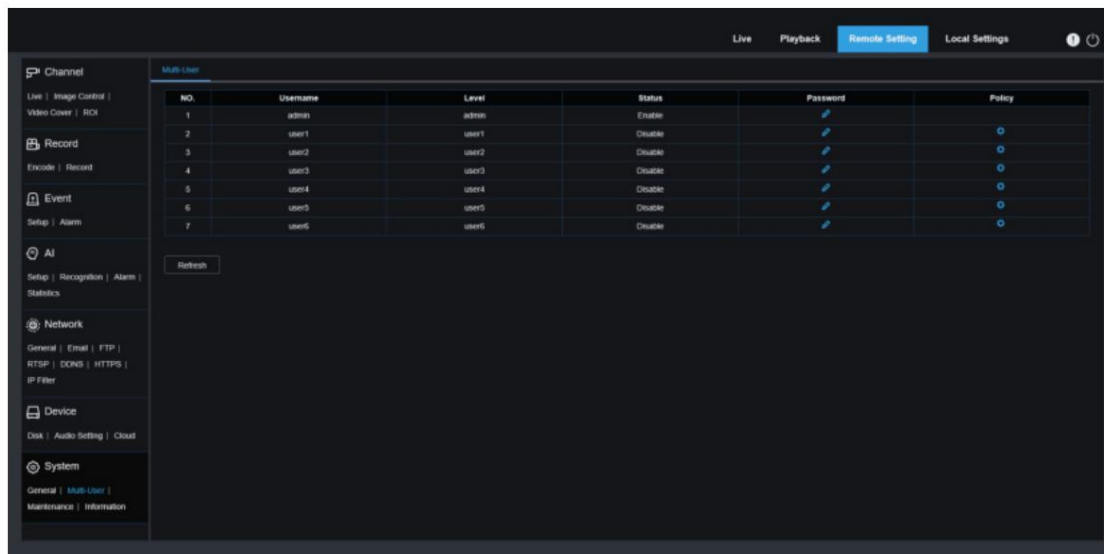 Live Playback Remote Setting Local Settings
Channel
Live | Image Control |
Video Cover | ROI
Record
Encode | Record
Event
Setup | Alarm
AI
Setup | Recognition | Alarm |
Statistics
Network
General | Email | FTP |
RTSP | DDNS | HTTPS |
IP Filter
Device
Disk | Audio Setting | Cloud
System
General | Multi-User |
Maintenance | Information
Multi-User
NO. Username Level Status Password Policy
1 admin admin Enable
2 user1 user1 Disable
3 user2 user2 Disable
4 user3 user3 Disable
5 user4 user4 Disable
6 user5 user5 Disable
7 user6 user6 Disable
Refresh